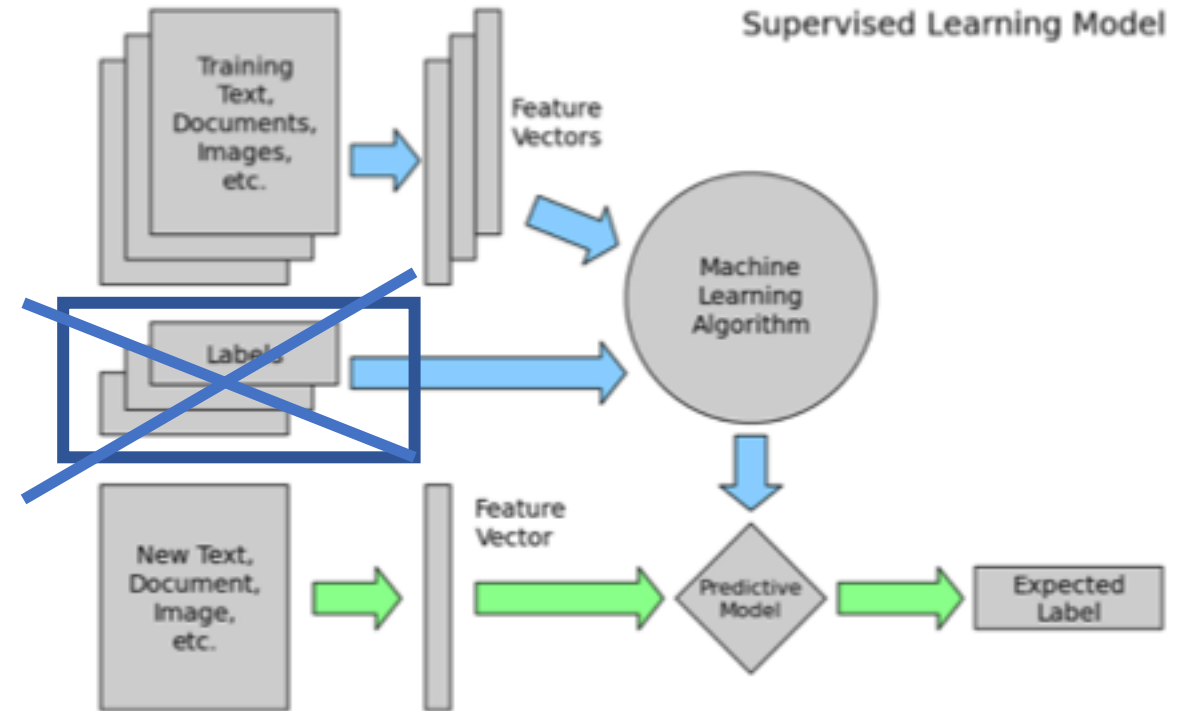 Supervised Learning Model
Training
Text,
Documents,
Images,
etc.
Feature
Vectors
Machine
Learning
Algorithm
Labels
New Text,
Document,
Image,
etc.
Feature
Vector
Predictive
Model
Expected
Label